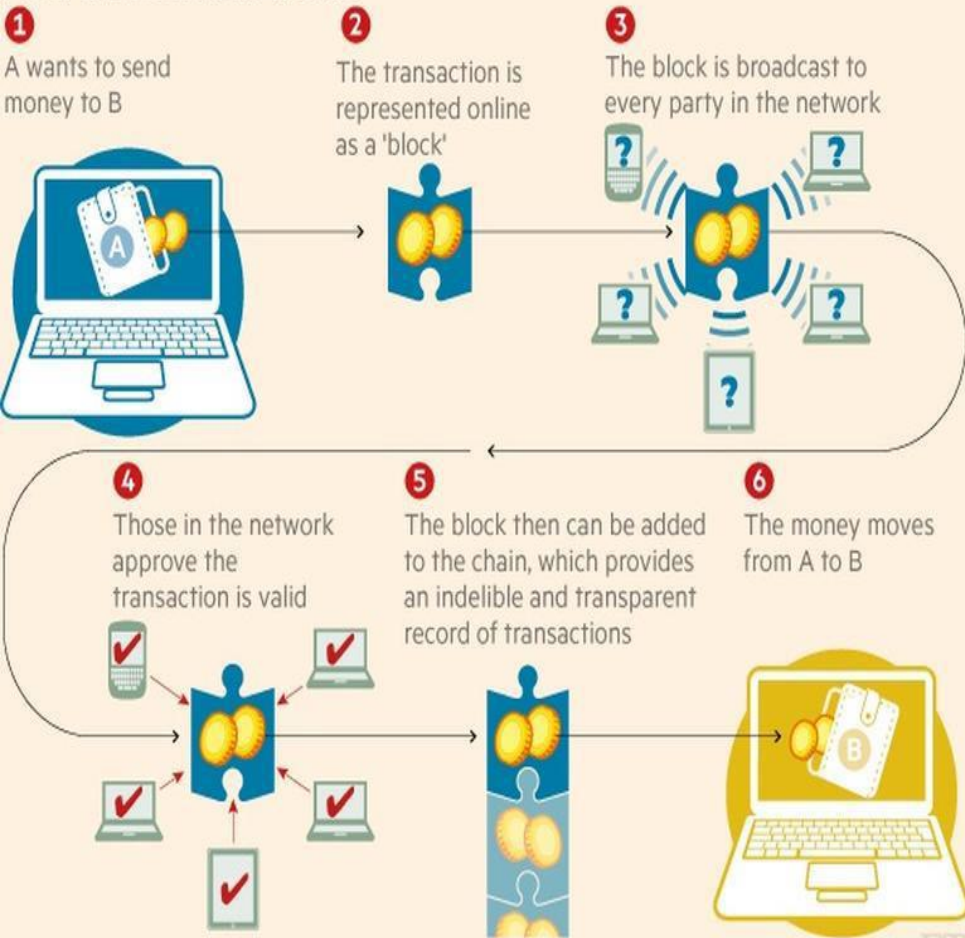 1
A wants to send
money to B
2
The transaction is
represented online
as a 'block'
3
The block is broadcast to
every party in the network
A
?
?
?
?
?
4
Those in the network
approve the
transaction is valid
5
The block then can be added
to the chain, which provides
an indelible and transparent
record of transactions
6
The money moves
from A to B
B